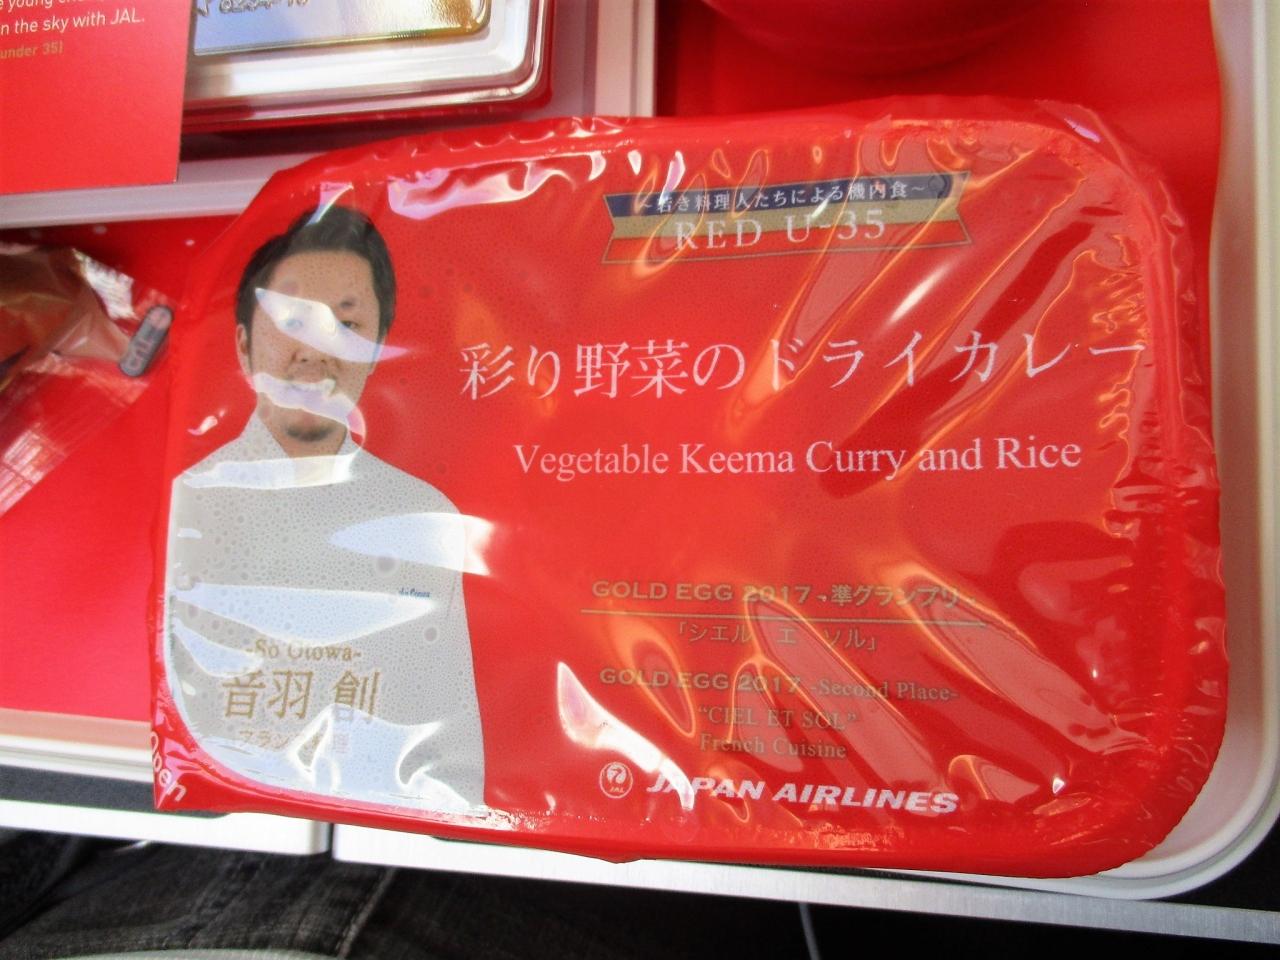 young
n the sky with JAL.
under 35)
～若き料理人たちによる機内食～
RED U-35
彩り野菜のドライカレー
Vegetable Keema Curry and Rice
GOLD EGG 2017 -準グランプリ-
「シエル エ ソル」
GOLD EGG 2017 -Second Place-
"CIEL ET SOL"
French Cuisine
-So Otowa-
音羽 創
JAL
JAPAN AIRLINES
open